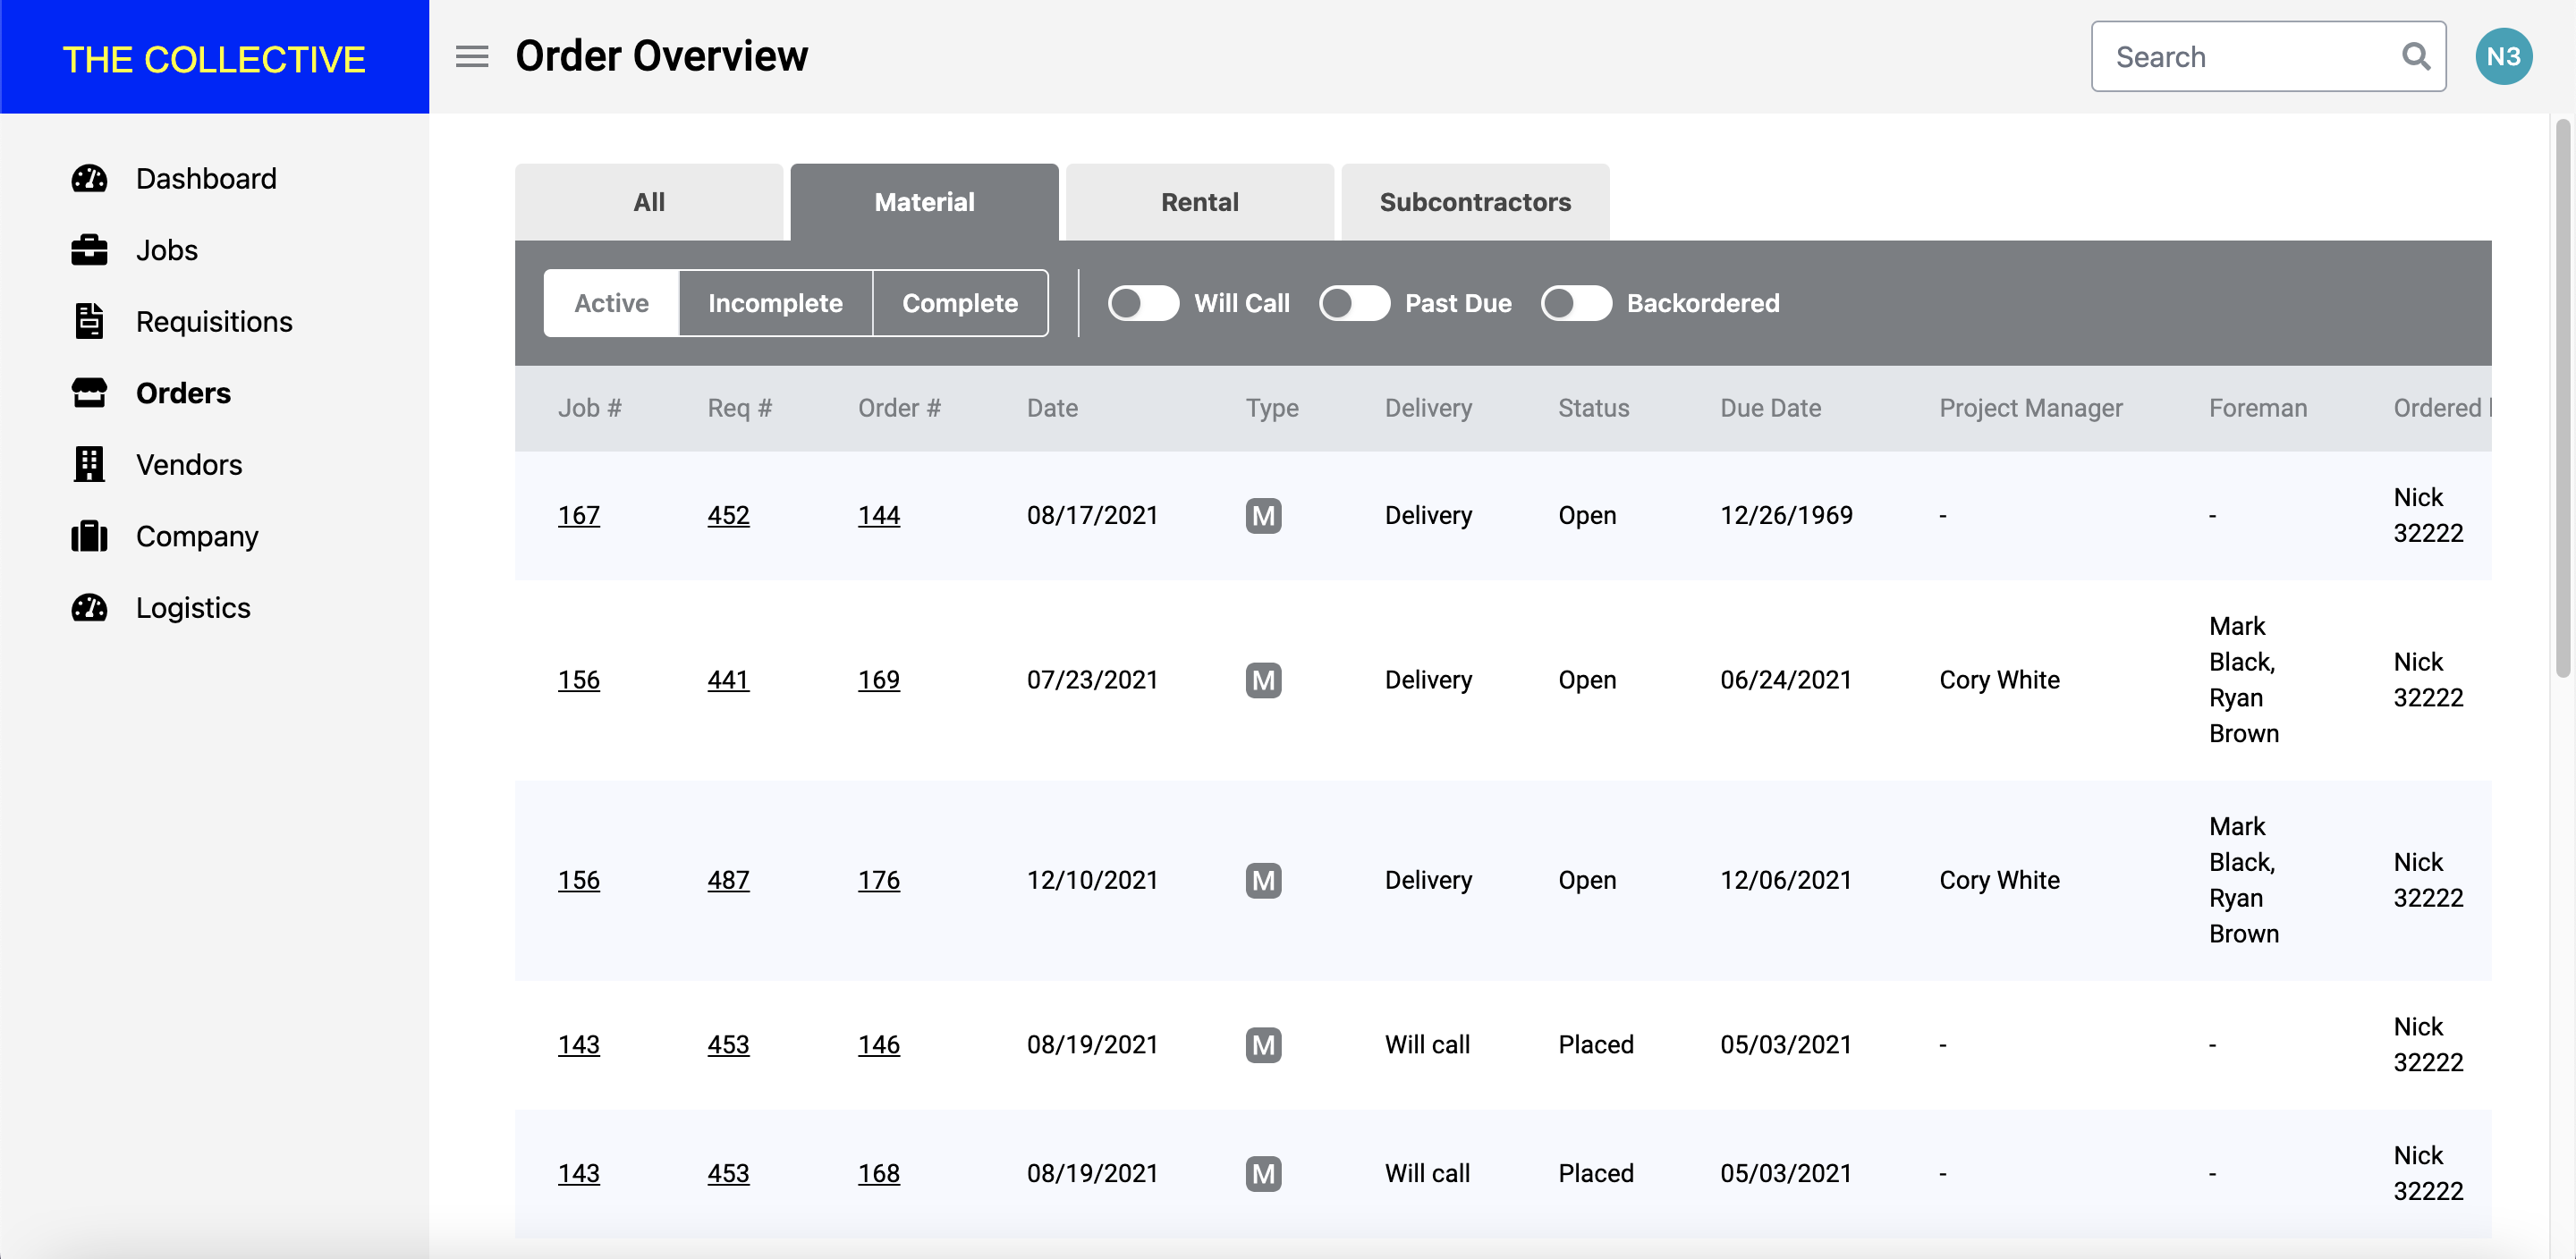 THE COLLECTIVE
Order Overview
Search
N3
Dashboard
Jobs
Requisitions
Orders
Vendors
Company
Logistics
All Material Rental Subcontractors
Active Incomplete Complete Will Call Past Due Backordered
Job # Req # Order # Date Type Delivery Status Due Date Project Manager Foreman Ordered
167 452 144 08/17/2021 M Delivery Open 12/26/1969 - - Nick
32222
156 441 169 07/23/2021 M Delivery Open 06/24/2021 Cory White Mark
Black,
Ryan
Brown
Nick
32222
156 487 176 12/10/2021 M Delivery Open 12/06/2021 Cory White Mark
Black,
Ryan
Brown
Nick
32222
143 453 146 08/19/2021 M Will call Placed 05/03/2021 - - Nick
32222
143 453 168 08/19/2021 M Will call Placed 05/03/2021 - - Nick
32222